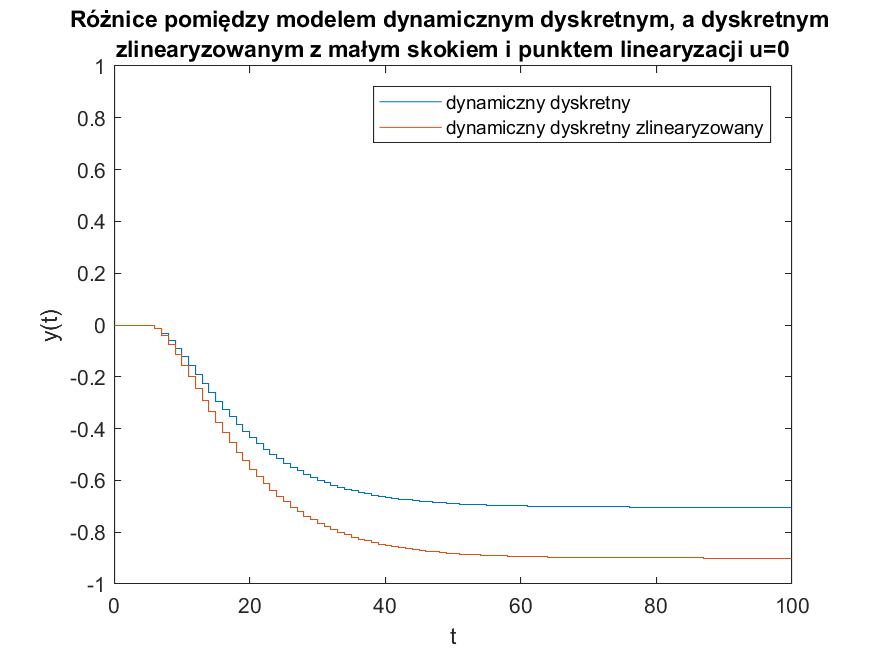 Różnice pomiędzy modelem dynamicznym dyskretnym, a dyskretnym
zlinearyzowanym z małym skokiem i punktem linearyzacji u=0
dynamiczny dyskretny
dynamiczny dyskretny zlinearyzowany
1
0.8
0.6
0.4
0.2
0
-0.2
-0.4
-0.6
-0.8
-1
y(t)
0 20 40 60 80 100
t